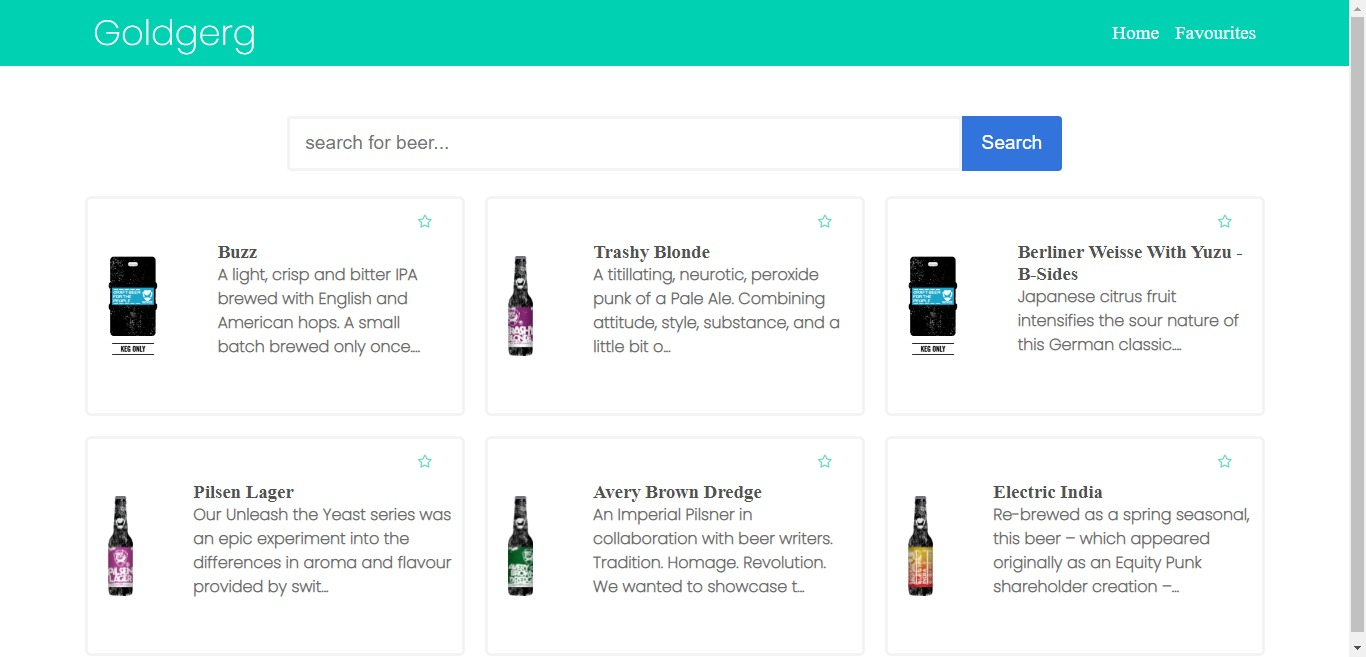 Goldgerg
Home Favourites
search for beer...
Search
Buzz
A light, crisp and bitter IPA
brewed with English and
American hops. A small
batch brewed only once....
KEG ONLY
Trashy Blonde
A titillating, neurotic, peroxide
punk of a Pale Ale. Combining
attitude, style, substance, and a
little bit o...
Berliner Weisse With Yuzu -
B-Sides
Japanese citrus fruit
intensifies the sour nature of
this German classic....
KEG ONLY
Pilsen Lager
Our Unleash the Yeast series was
an epic experiment into the
differences in aroma and flavour
provided by swit...
Avery Brown Dredge
An Imperial Pilsner in
collaboration with beer writers.
Tradition. Homage. Revolution.
We wanted to showcase t...
Electric India
Re-brewed as a spring seasonal,
this beer – which appeared
originally as an Equity Punk
shareholder creation –...